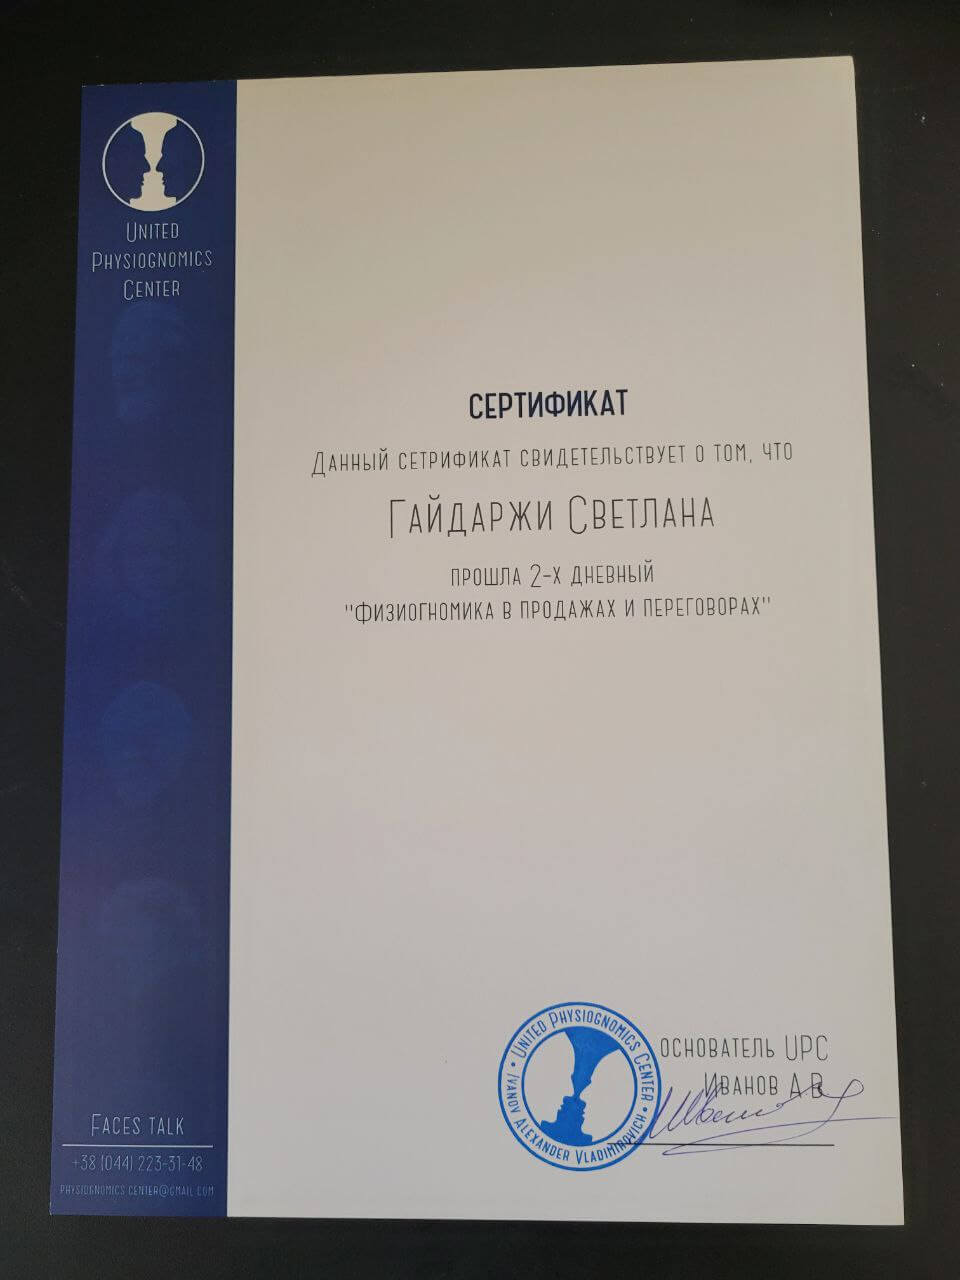 United
Physiognomics
Center
СЕРТИФИКАТ
Данный сетрификат свидетельствует о том, что
Гайдаржи Светлана
прошла 2-х дневный
"Физиогномика в продажах и переговорах"
основатель UPC
Иванов А.В.
• United Physiognomics Center •
Ivanov Alexander Vladimirovich
Faces talk
+38 (044) 223-31-48
physiognomics.center@gmail.com